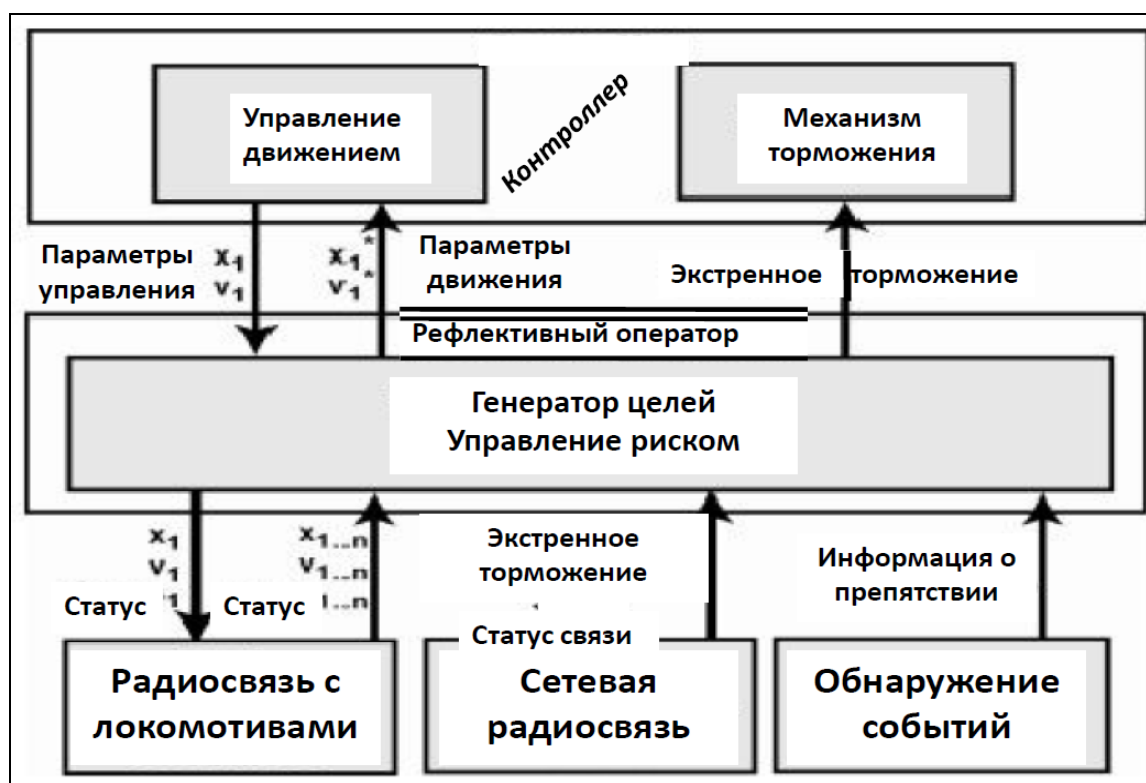 Управление
движением
Контроллер
Механизм
торможения
Параметры
управления
x₁
v₁
x₁*
v₁*
Параметры
движения
Экстренное торможение
Рефлективный оператор
Генератор целей
Управление риском
x₁
v₁
Статус
x₁...n
v₁...n
Статус
Экстренное
торможение
Статус связи
Информация о
препятствии
Радиосвязь с
локомотивами
Сетевая
радиосвязь
Обнаружение
событий